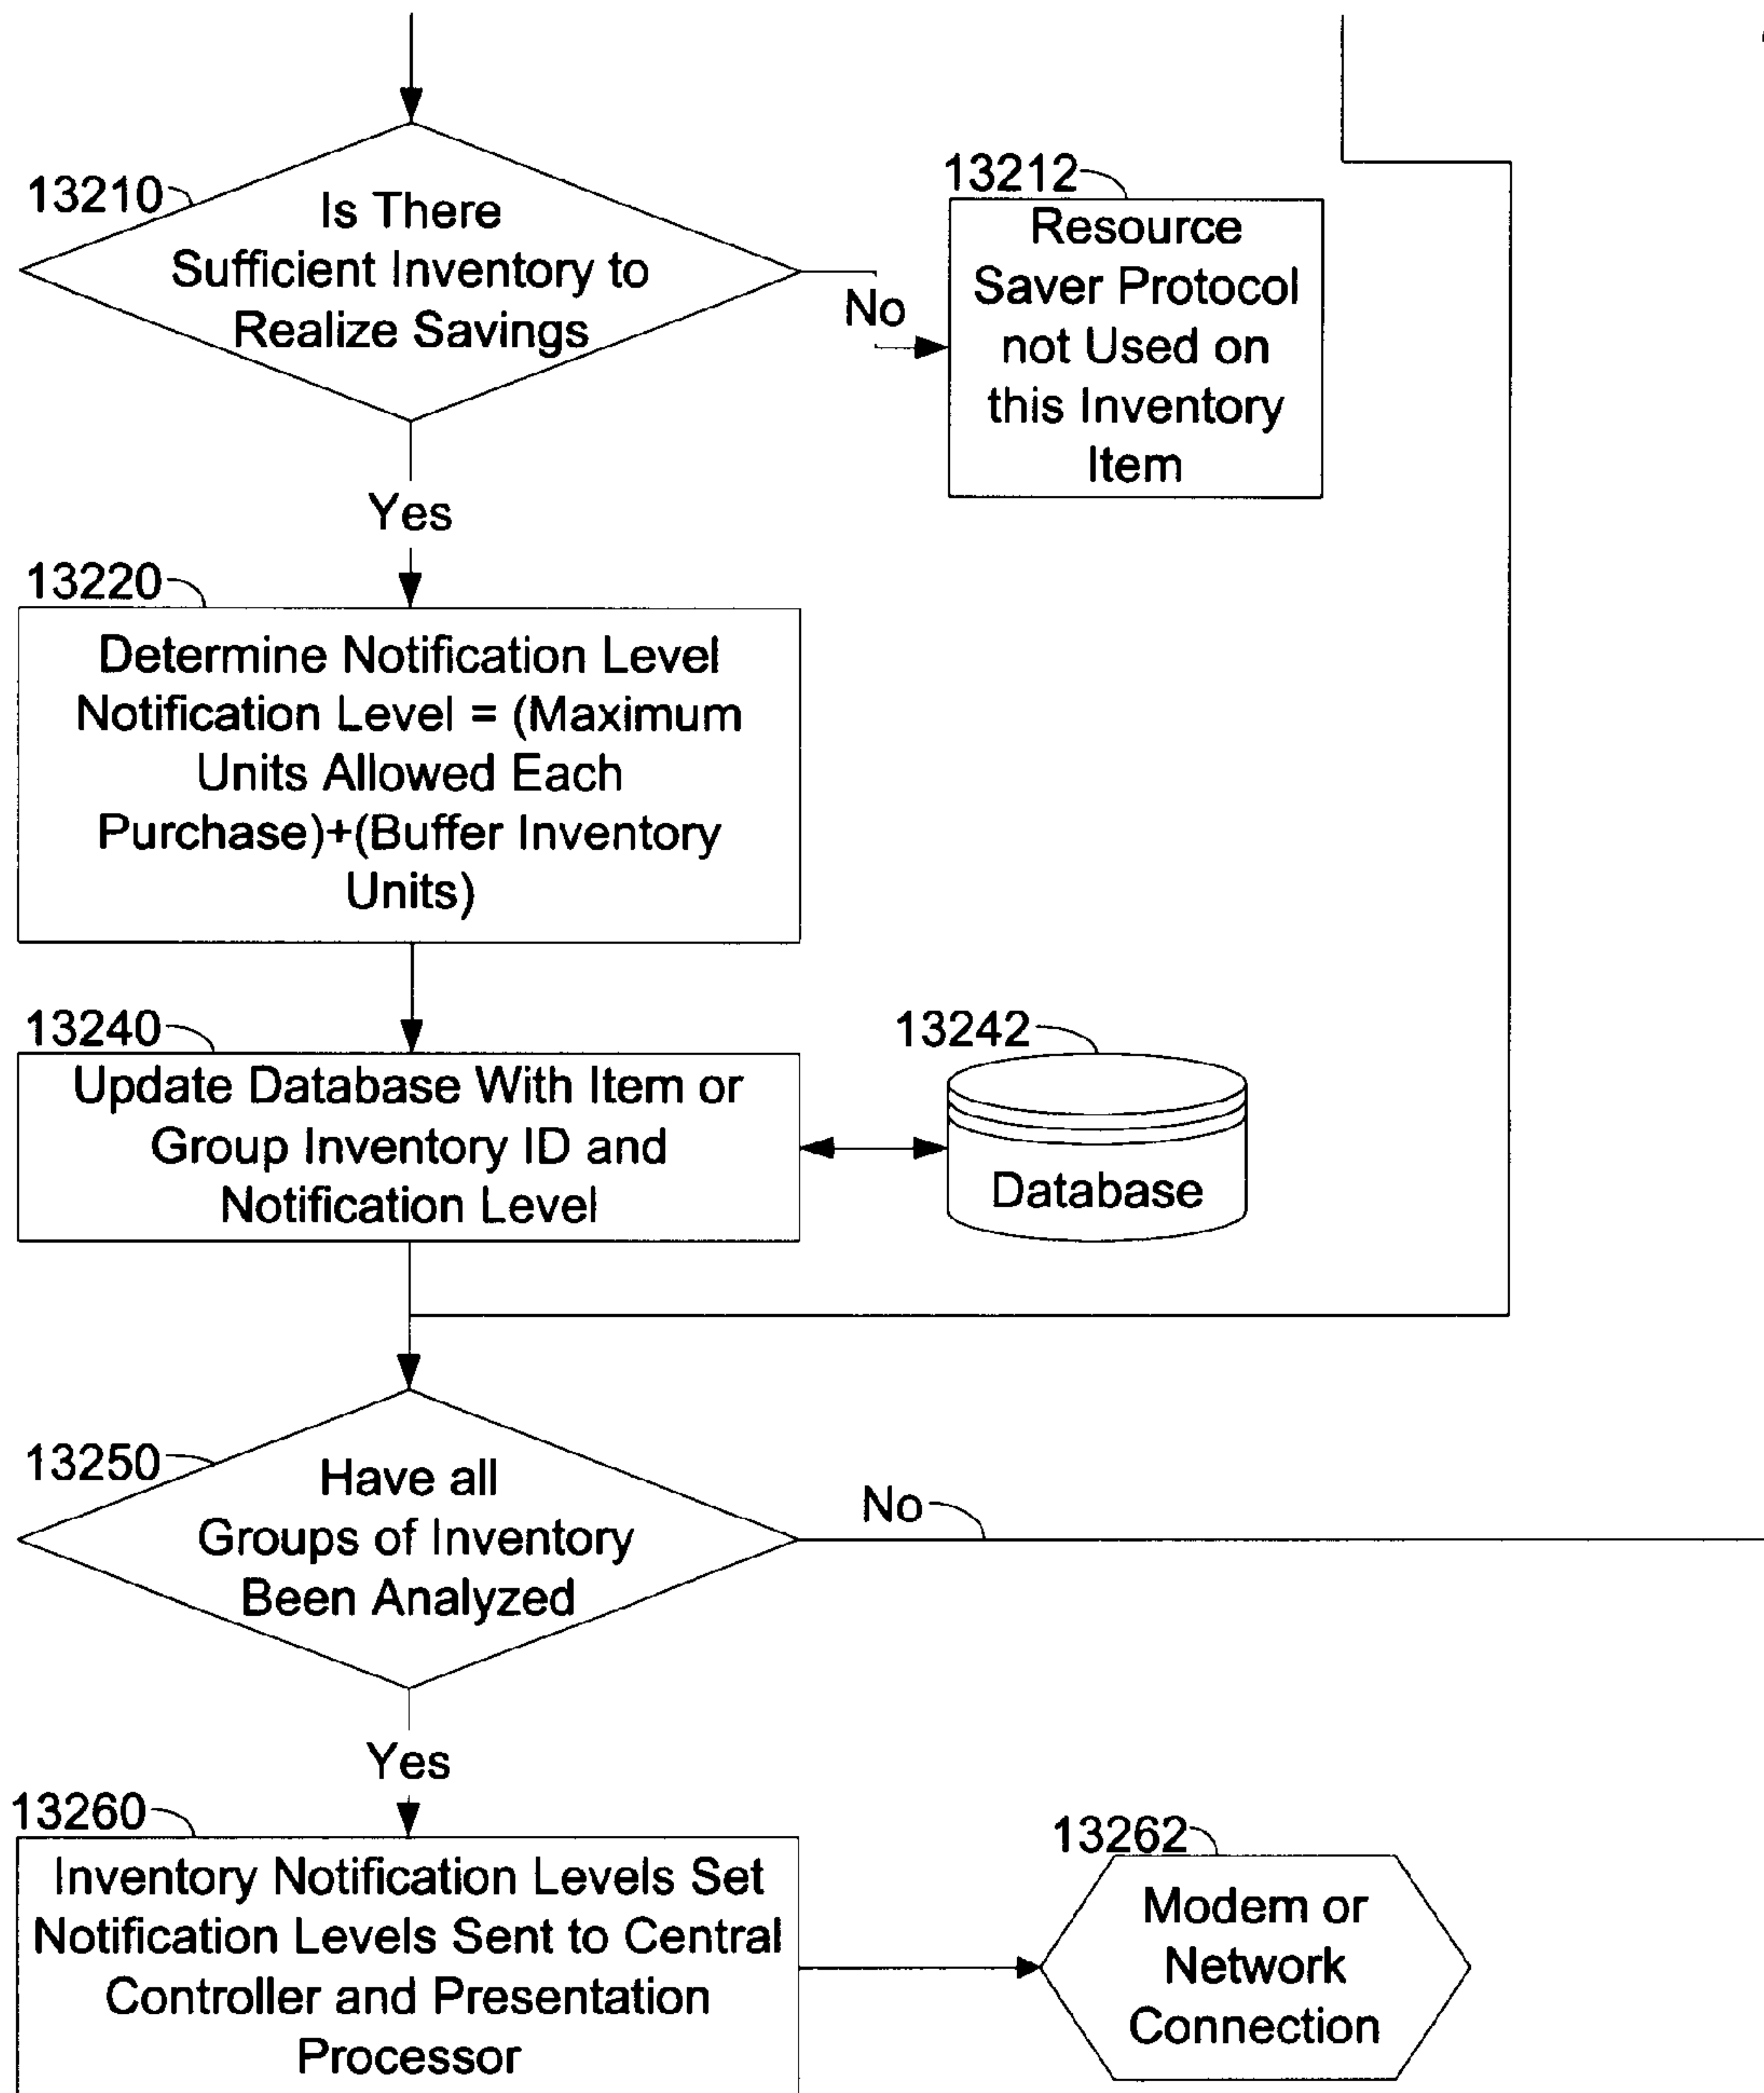 13210
Is There
Sufficient Inventory to
Realize Savings
No
13212
Resource
Saver Protocol
not Used on
this Inventory
Item
Yes
13220
Determine Notification Level
Notification Level = (Maximum
Units Allowed Each
Purchase)+(Buffer Inventory
Units)
13240
Update Database With Item or
Group Inventory ID and
Notification Level
13242
Database
13250
Have all
Groups of Inventory
Been Analyzed
No
Yes
13260
Inventory Notification Levels Set
Notification Levels Sent to Central
Controller and Presentation
Processor
13262
Modem or
Network
Connection